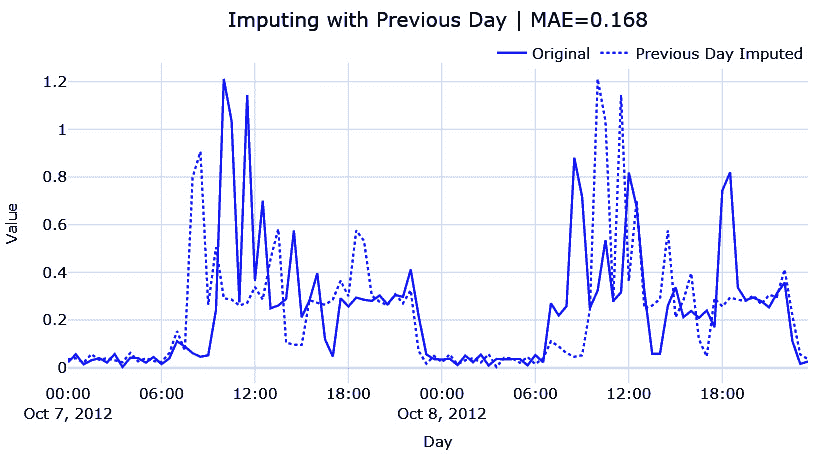 Imputing with Previous Day | MAE=0.168
Original Previous Day Imputed
1.2
1
0.8
0.6
0.4
0.2
0
Value
00:00 06:00 12:00 18:00 00:00 06:00 12:00 18:00
Oct 7, 2012 Oct 8, 2012
Day